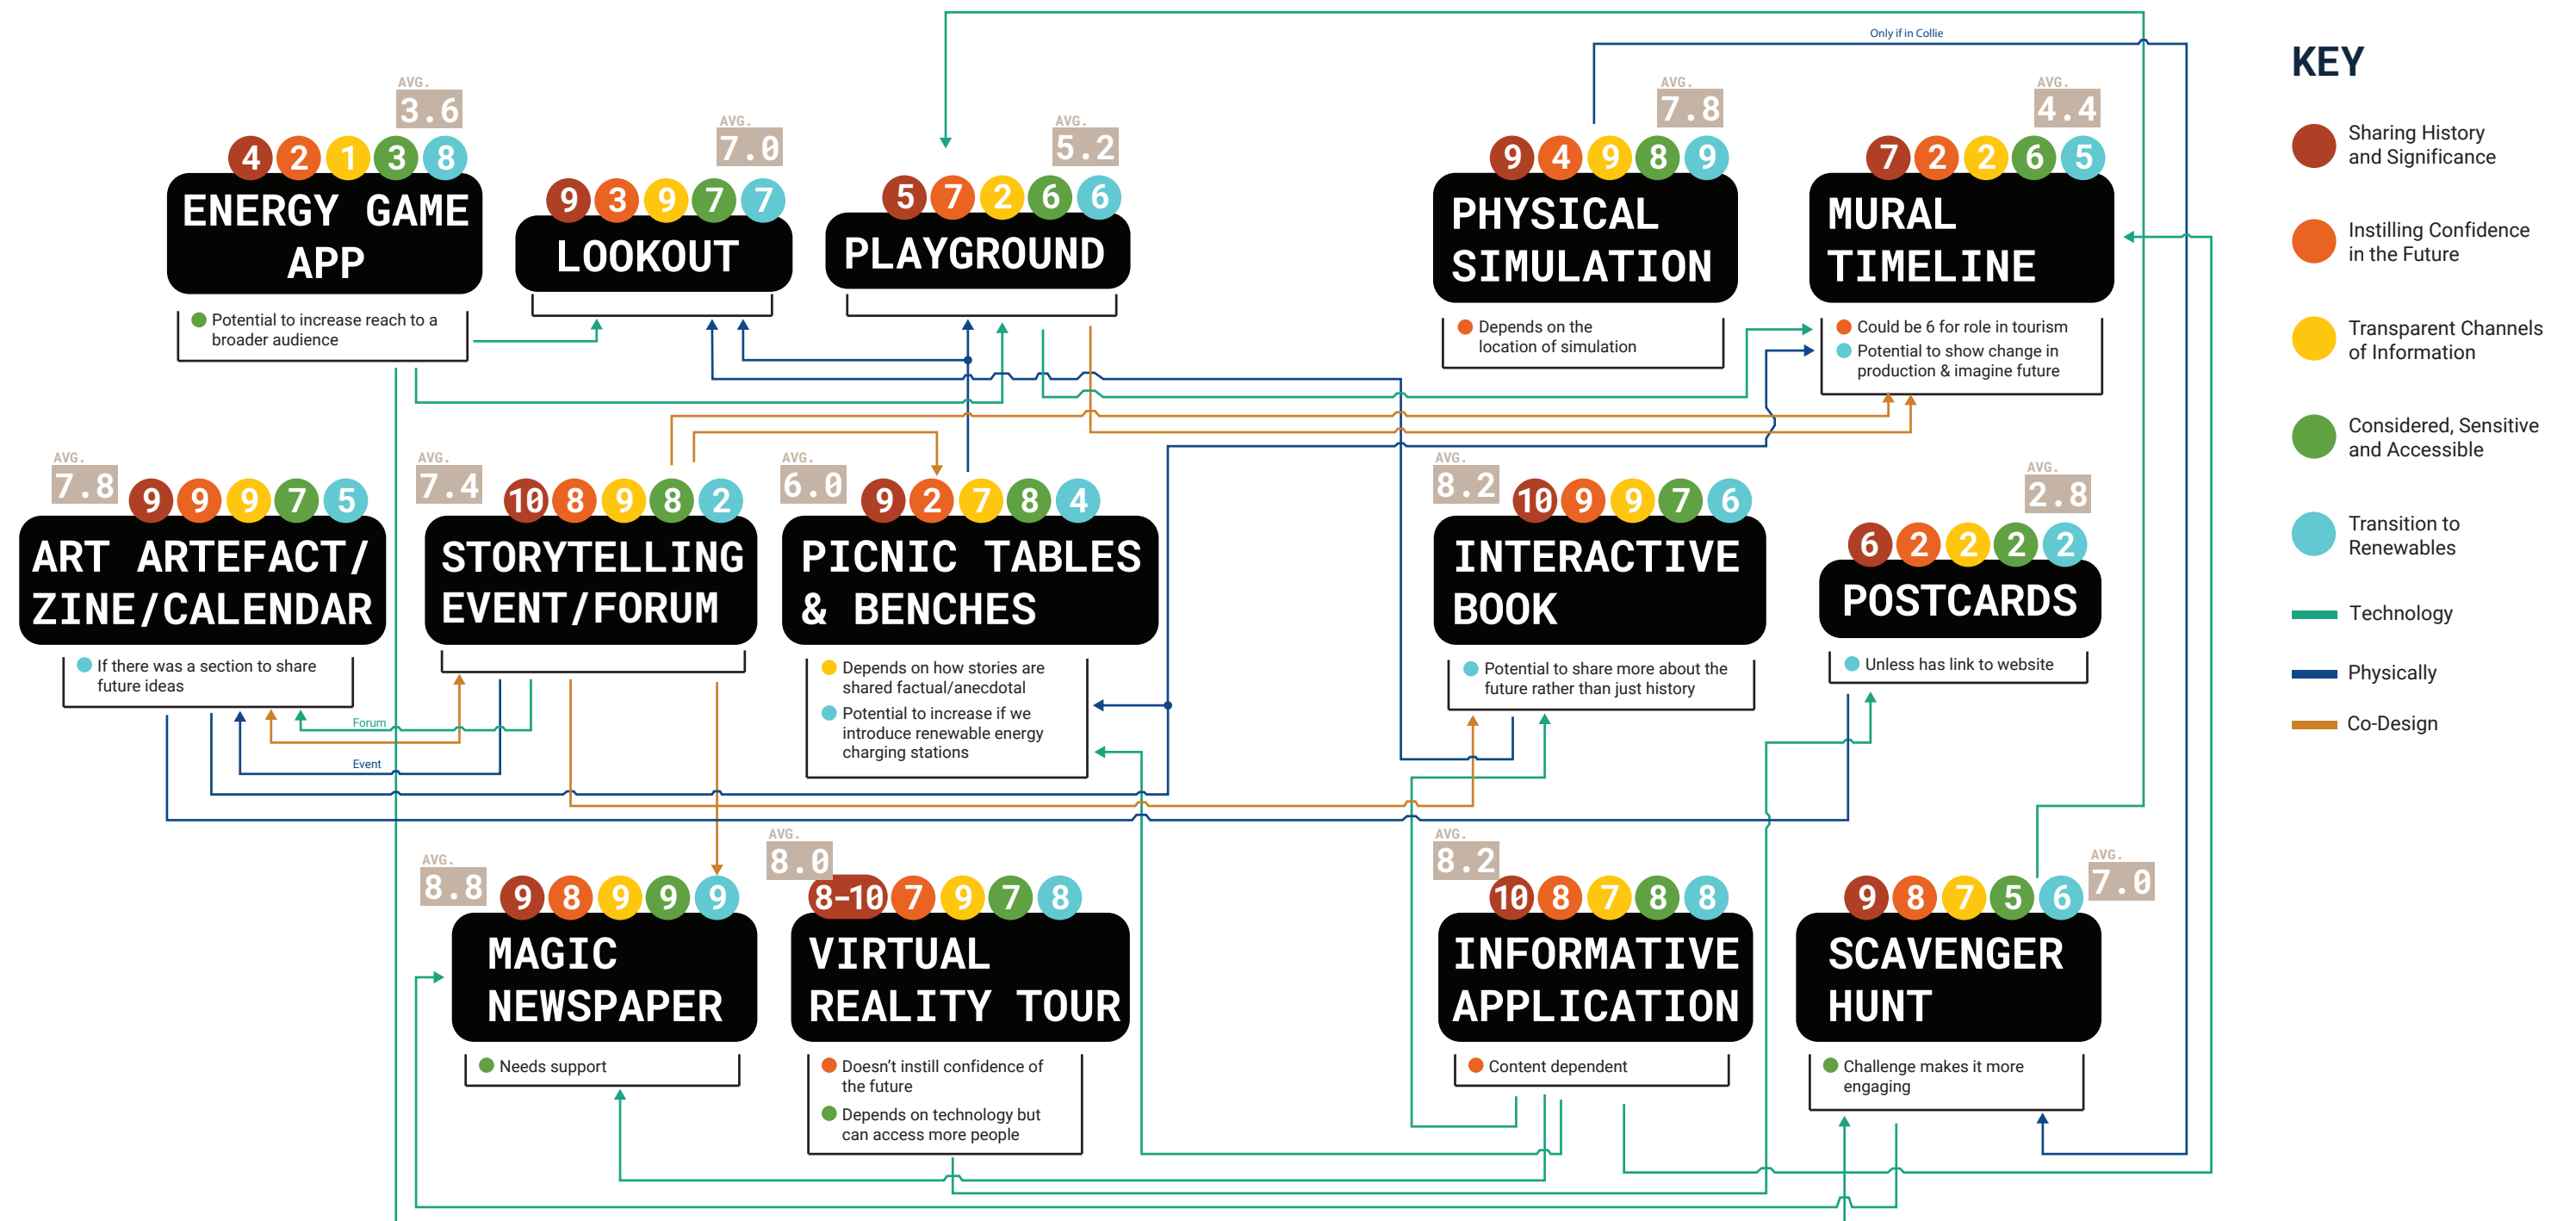 Only if in Collie
KEY
Sharing History
and Significance
Instilling Confidence
in the Future
Transparent Channels
of Information
Considered, Sensitive
and Accessible
Transition to
Renewables
Technology
Physically
Co-Design
AVG.
3.6
4 2 1 3 8
ENERGY GAME
APP
Potential to increase reach to a
broader audience
AVG.
7.0
9 3 9 7 7
LOOKOUT
AVG.
5.2
5 7 2 6 6
PLAYGROUND
AVG.
7.8
9 4 9 8 9
PHYSICAL
SIMULATION
Depends on the
location of simulation
AVG.
4.4
7 2 2 6 5
MURAL
TIMELINE
Could be 6 for role in tourism
Potential to show change in
production & imagine future
AVG.
7.8
9 9 9 7 5
ART ARTEFACT/
ZINE/CALENDAR
If there was a section to share
future ideas
Forum
Event
AVG.
7.4
10 8 9 8 2
STORYTELLING
EVENT/FORUM
AVG.
6.0
9 2 7 8 4
PICNIC TABLES
& BENCHES
Depends on how stories are
shared factual/anecdotal
Potential to increase if we
introduce renewable energy
charging stations
AVG.
8.2
10 9 9 7 6
INTERACTIVE
BOOK
Potential to share more about the
future rather than just history
AVG.
2.8
6 2 2 2 2
POSTCARDS
Unless has link to website
AVG.
8.8
9 8 9 9 9
MAGIC
NEWSPAPER
Needs support
AVG.
8.0
8-10 7 9 7 8
VIRTUAL
REALITY TOUR
Doesn't instill confidence of
the future
Depends on technology but
can access more people
AVG.
8.2
10 8 7 8 8
INFORMATIVE
APPLICATION
Content dependent
AVG.
7.0
9 8 7 5 6
SCAVENGER
HUNT
Challenge makes it more
engaging